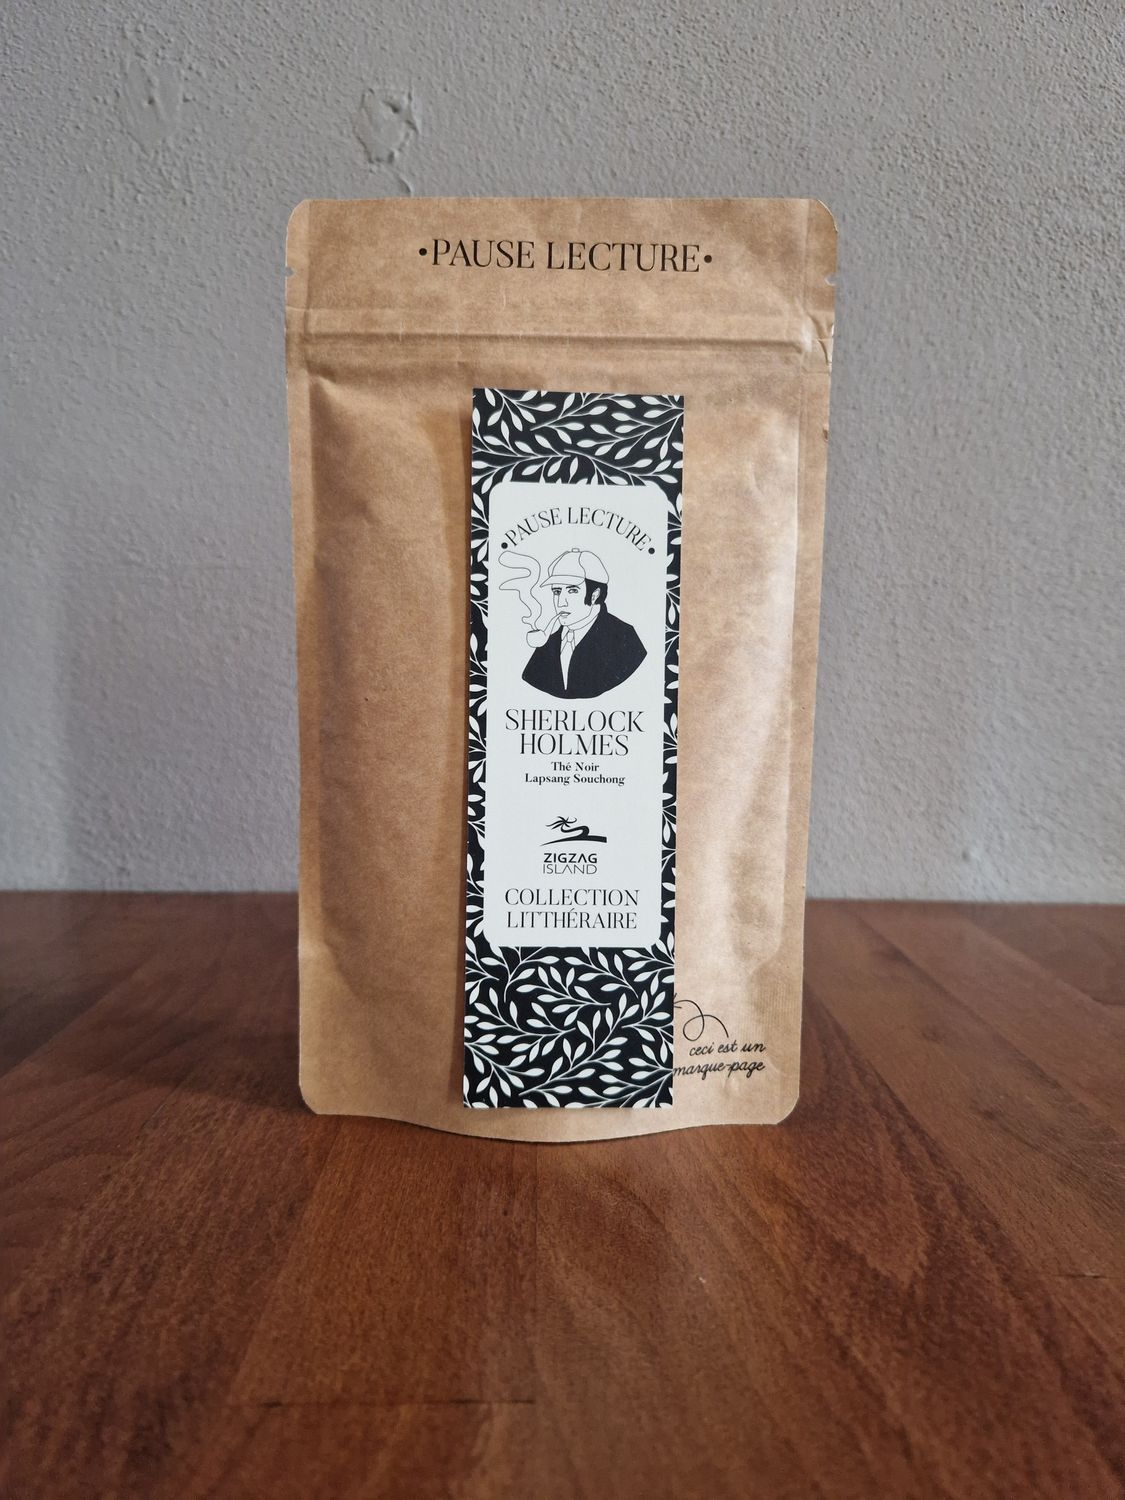 •PAUSE LECTURE•
•PAUSE LECTURE•
SHERLOCK
HOLMES
Thé Noir
Lapsang Souchong
ZIGZAG
ISLAND
COLLECTION
LITTHÉRAIRE
ceci est un
marque-page